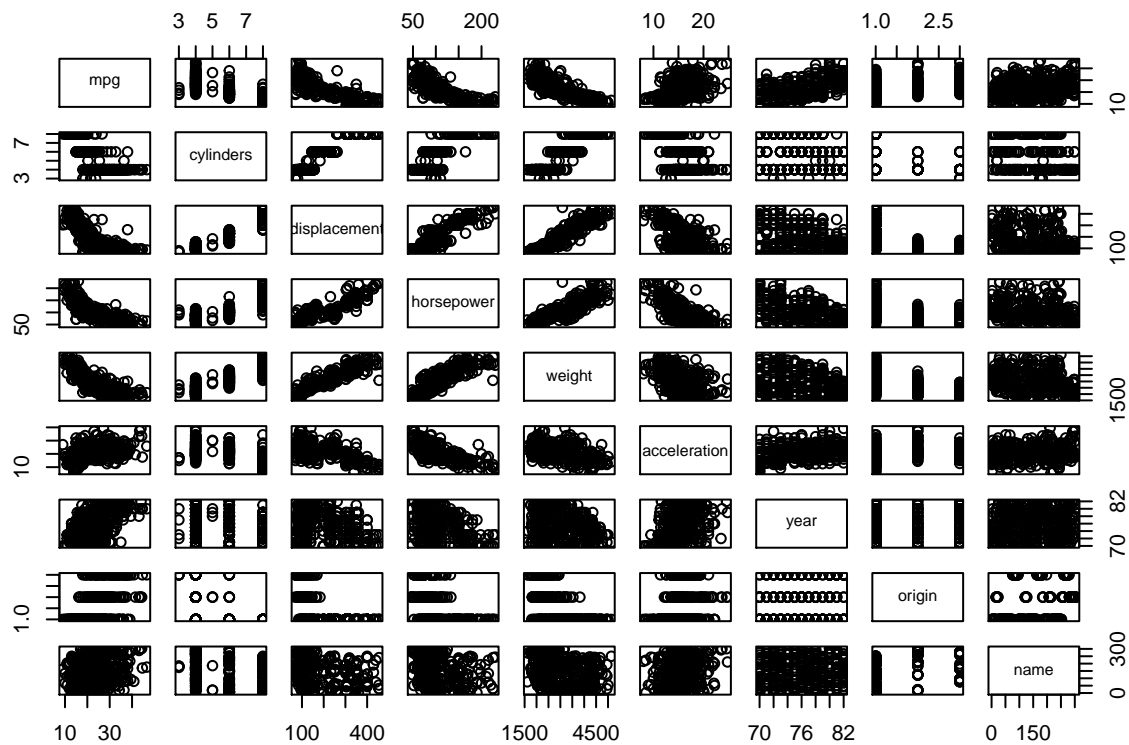 3 5 7 50 200 10 20 1.0 2.5
mpg 10
3 7 cylinders
displacement 100
50 horsepower
weight 1500
10 acceleration
year 70 82
1.0 origin
name 0 300
10 30 100 400 1500 4500 70 76 82 0 150